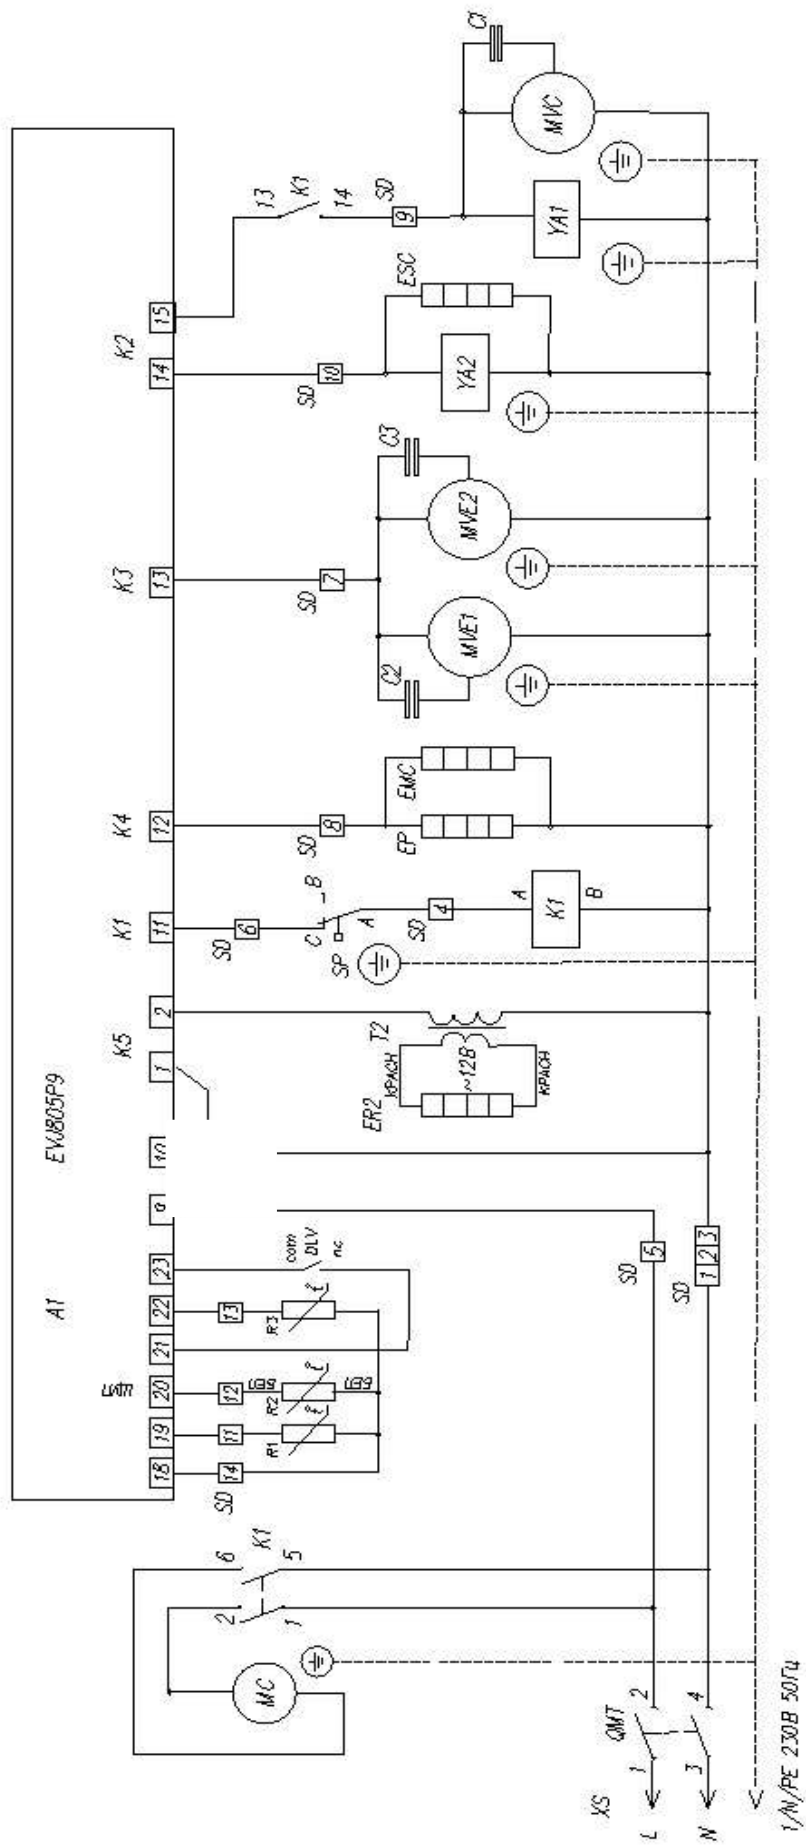 EVJ805P9
A1
K5
K1
K4
K3
K2
18
19
20
21
22
23
10
1
2
11
12
13
14
15
SD
14
11
12
13
R1
R2
R3
БЕЛ
БЕЛ
com
DLV
nc
K1
6
5
2
1
MC
ER2
КРАСН
~12В
КРАСН
T2
SD
6
C
B
SP
A
SD
4
A
K1
B
SD
8
EP
EMC
SD
7
C2
C3
MVE1
MVE2
SD
10
YA2
ESC
13
K1
14
SD
9
YA1
C1
MVC
SD
5
SD
1
2
3
XS
QMT
L
1
2
N
3
4
1/N/PE 230В 50Гц